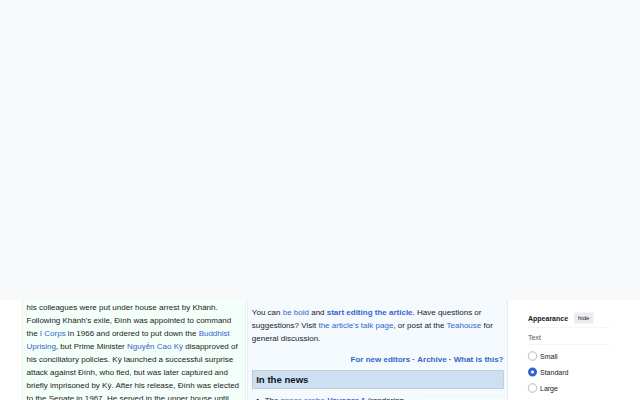 his colleagues were put under house arrest by Khánh.
Following Khánh's exile, Đính was appointed to command
the I Corps in 1966 and ordered to put down the Buddhist
Uprising, but Prime Minister Nguyễn Cao Kỳ disapproved of
his conciliatory policies. Kỳ launched a successful surprise
attack against Đính, who fled, but was later captured and
briefly imprisoned by Kỳ. After his release, Đính was elected
to the Senate in 1967. He served in the upper house until
You can be bold and start editing the article. Have questions or
suggestions? Visit the article's talk page, or post at the Teahouse for
general discussion.
For new editors · Archive · What is this?
In the news
Appearance hide
Text
Small
Standard
Large